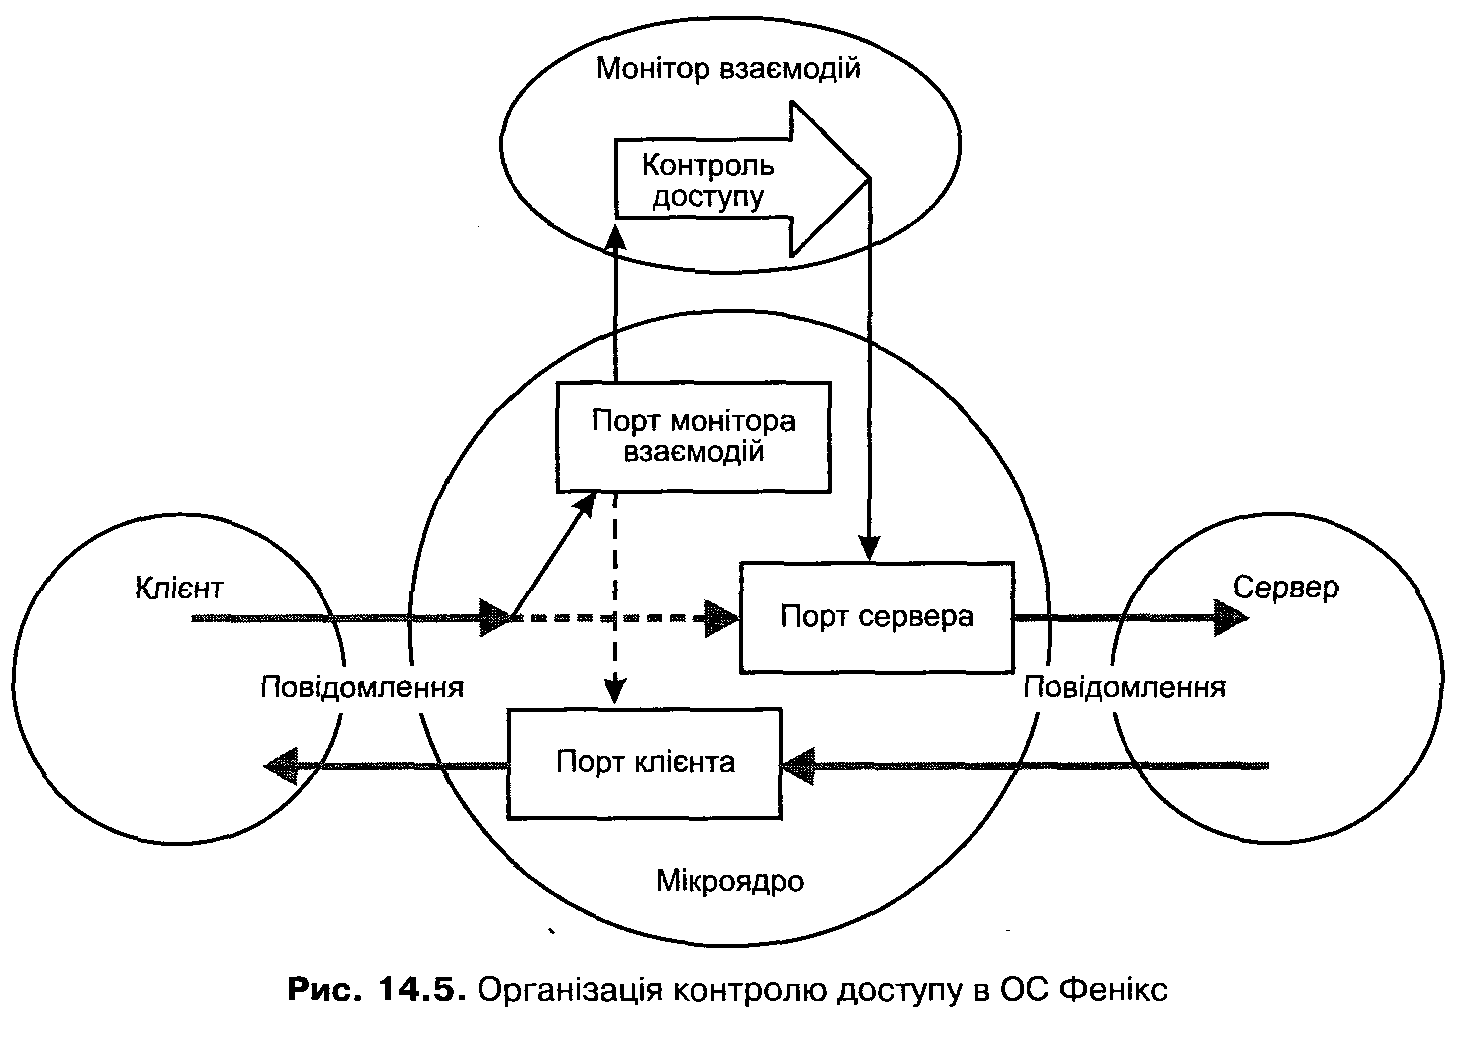 Монітор взаємодій
Контроль
доступу
Порт монітора
взаємодій
Клієнт
Сервер
Порт сервера
Повідомлення
Повідомлення
Порт клієнта
Мікроядро
Рис. 14.5. Організація контролю доступу в ОС Фенікс